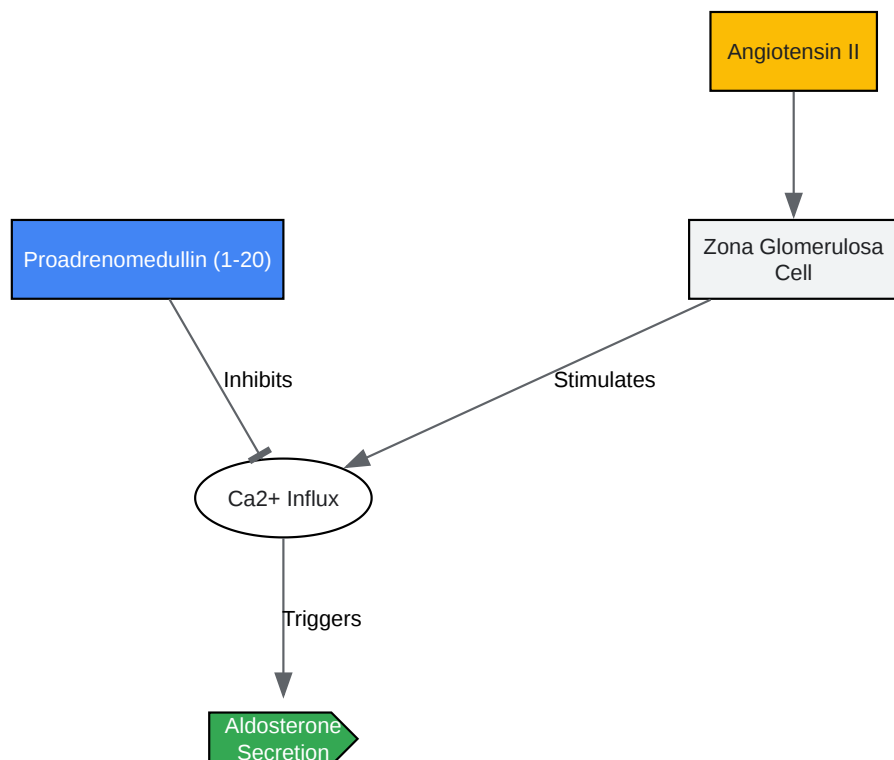 Angiotensin II
Proadrenomedullin (1-20)
Zona Glomerulosa
Cell
Inhibits
Stimulates
Ca2+ Influx
Triggers
Aldosterone
Secretion